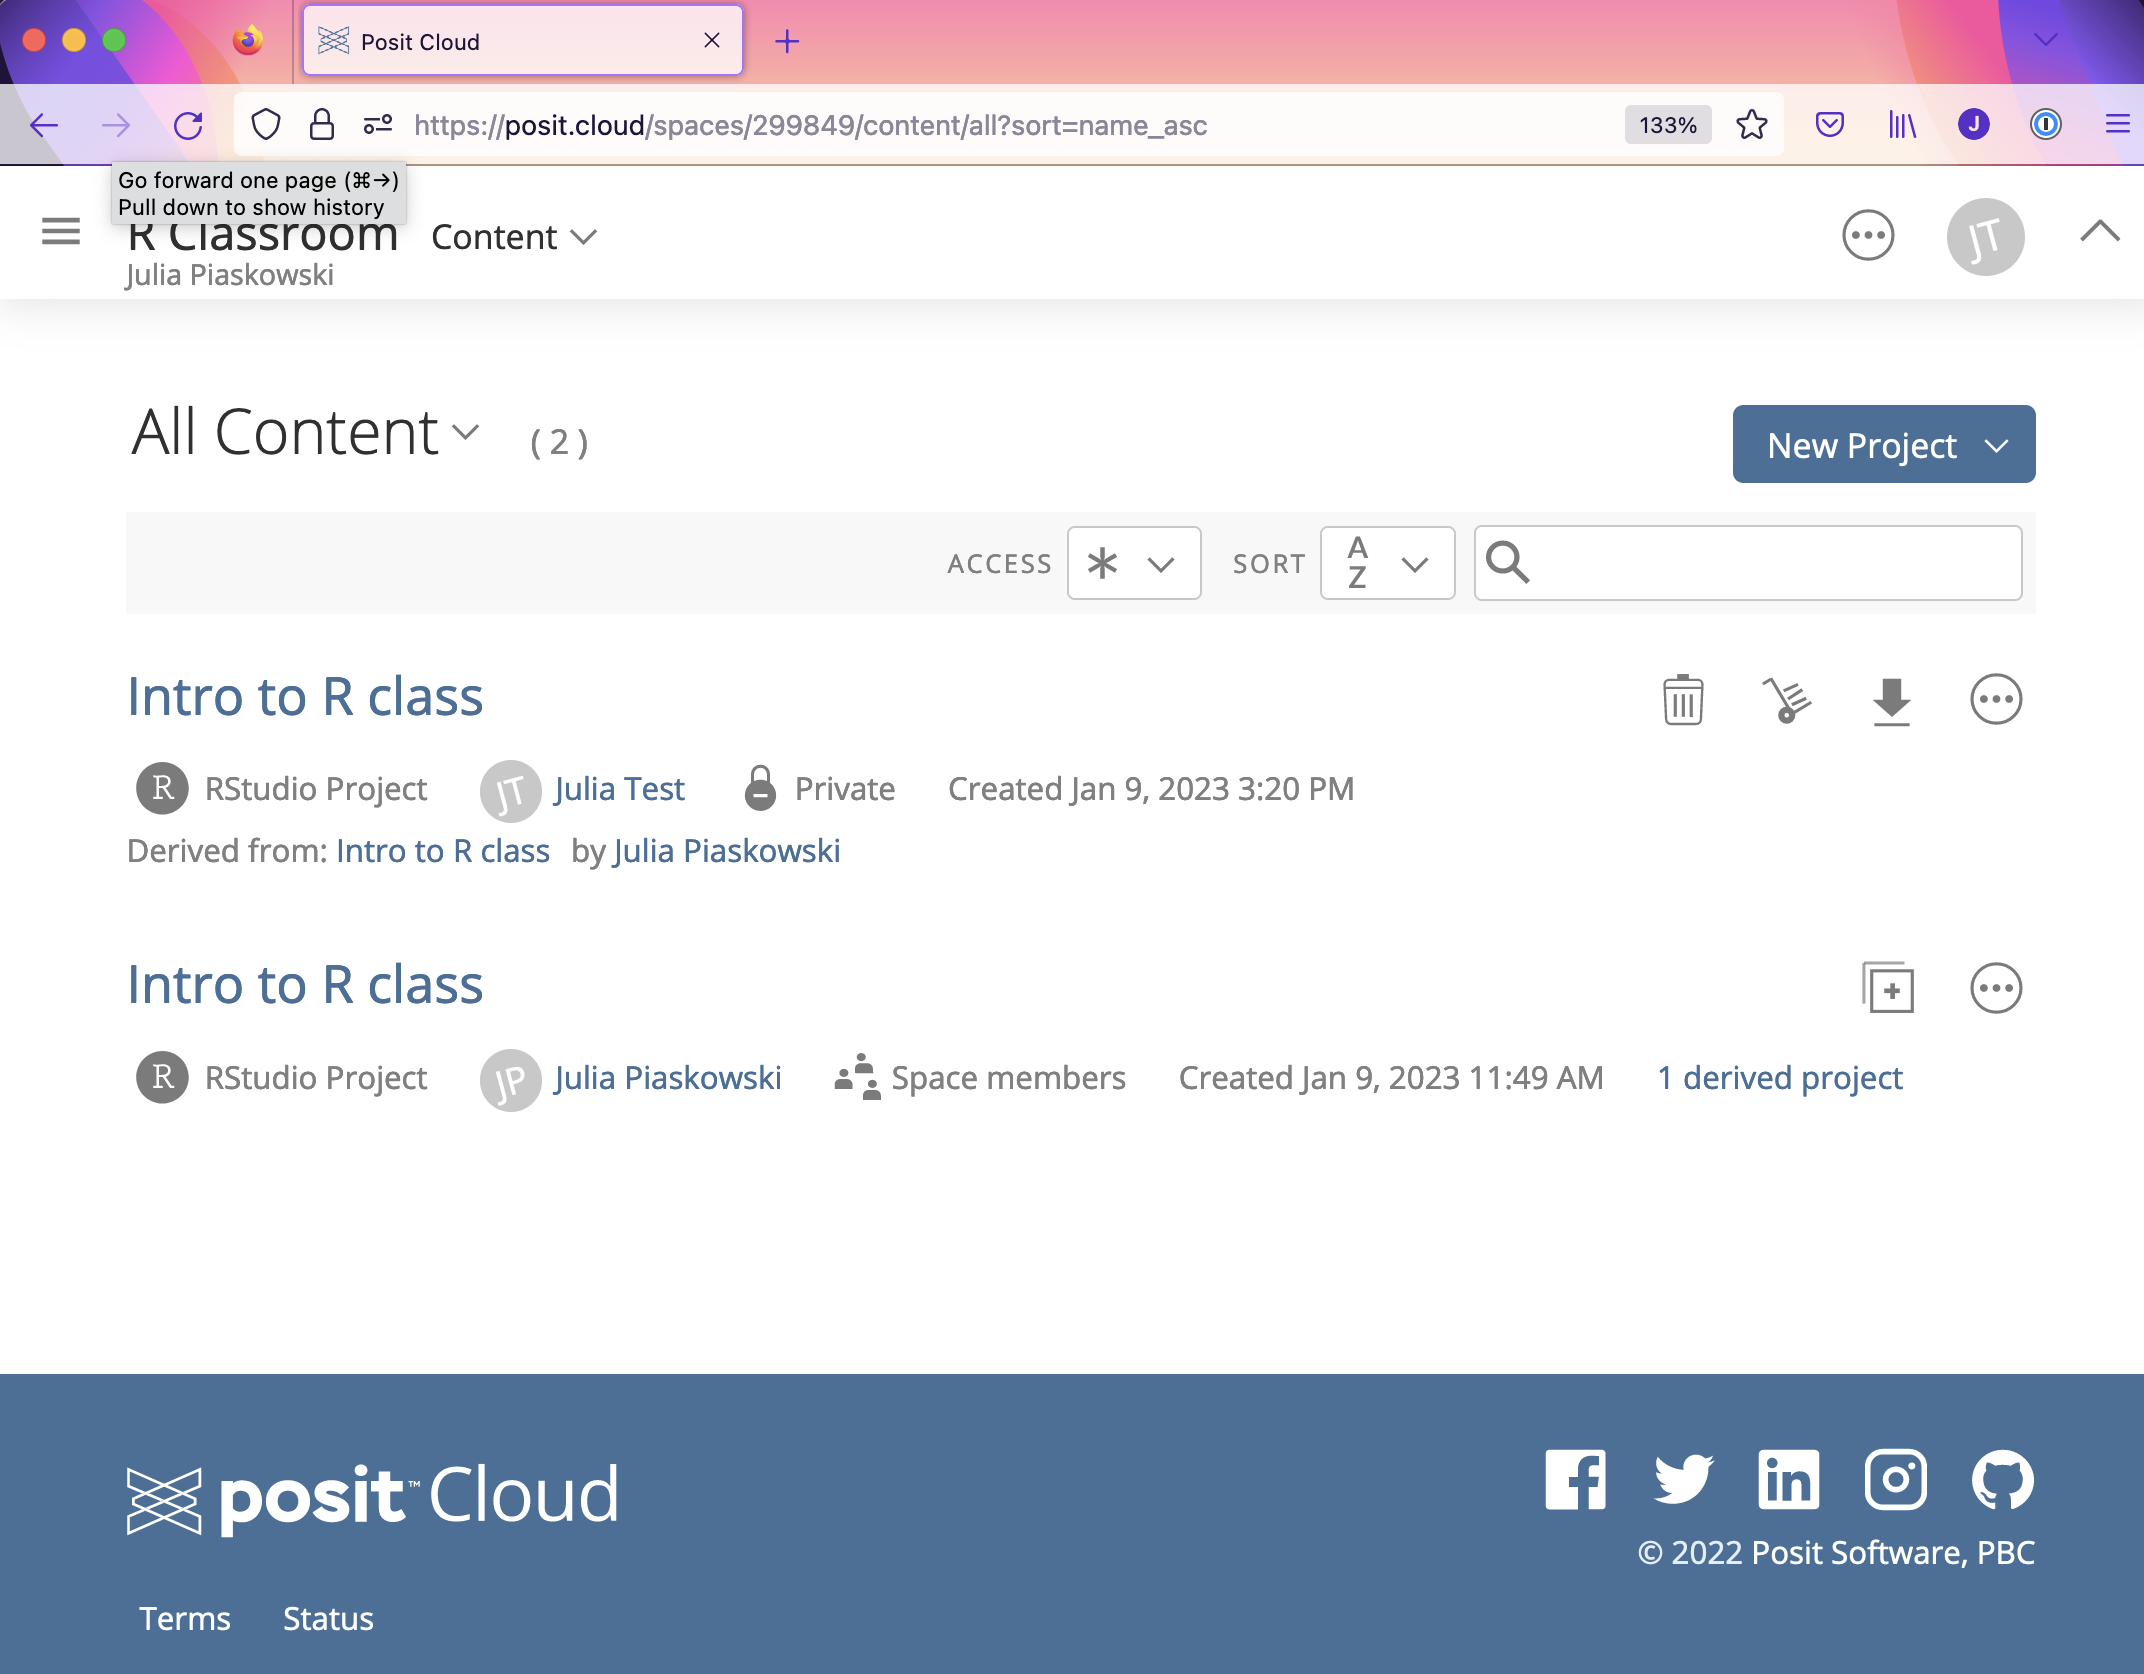 Posit Cloud
https://posit.cloud/spaces/299849/content/all?sort=name_asc
133%
J
Go forward one page (⌘→)
Pull down to show history
R Classroom
Content
JT
Julia Piaskowski
All Content
( 2 )
New Project
ACCESS
SORT
A
Z
Intro to R class
R RStudio Project JT Julia Test Private Created Jan 9, 2023 3:20 PM
Derived from: Intro to R class by Julia Piaskowski
Intro to R class
R RStudio Project JP Julia Piaskowski Space members Created Jan 9, 2023 11:49 AM 1 derived project
posit™ Cloud
in
© 2022 Posit Software, PBC
Terms Status